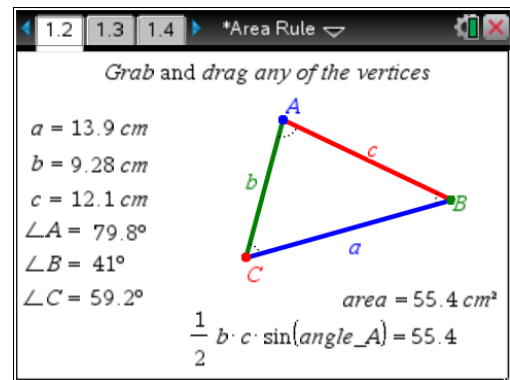 1.2 1.3 1.4 *Area Rule
Grab and drag any of the vertices
a = 13.9 cm
b = 9.28 cm
c = 12.1 cm
∠A = 79.8°
∠B = 41°
∠C = 59.2°
A
c
b
B
a
C
area = 55.4 cm²
1/2 b·c·sin(angle_A) = 55.4